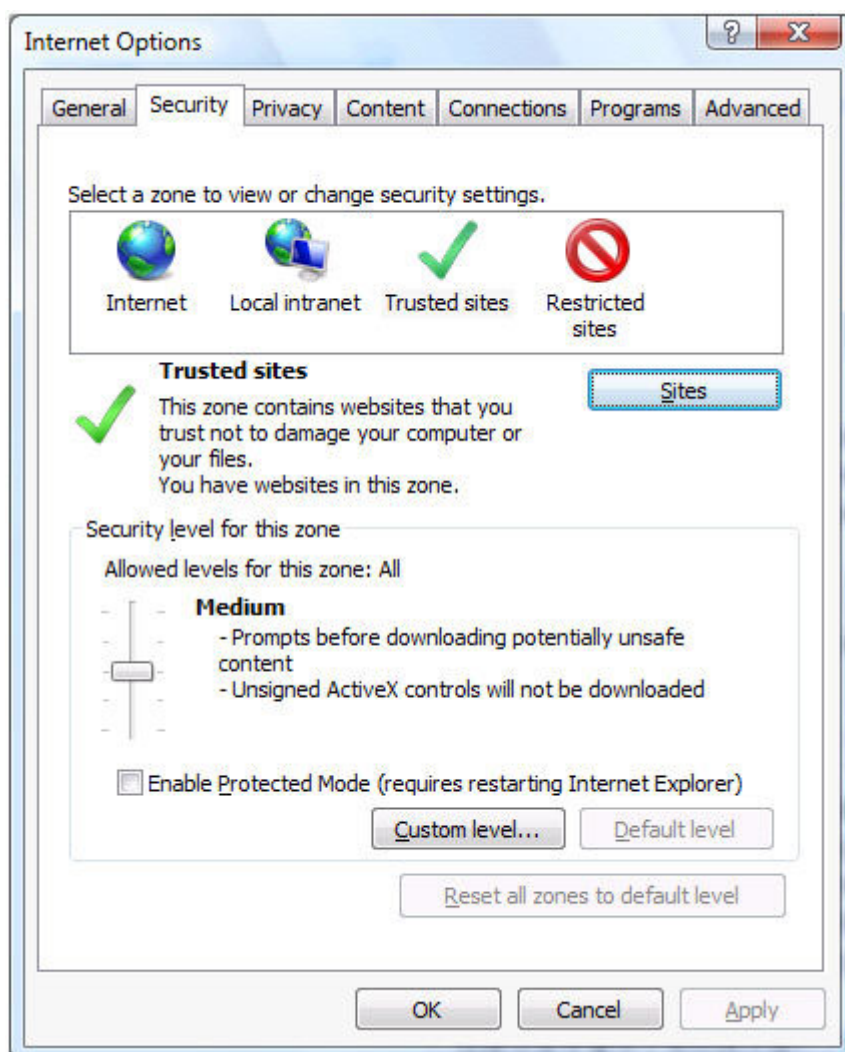 Internet Options
General Security Privacy Content Connections Programs Advanced
Select a zone to view or change security settings.
Internet Local intranet Trusted sites Restricted
sites
Trusted sites
Sites
This zone contains websites that you
trust not to damage your computer or
your files.
You have websites in this zone.
Security level for this zone
Allowed levels for this zone: All
Medium
- Prompts before downloading potentially unsafe
content
- Unsigned ActiveX controls will not be downloaded
Enable Protected Mode (requires restarting Internet Explorer)
Custom level... Default level
Reset all zones to default level
OK Cancel Apply